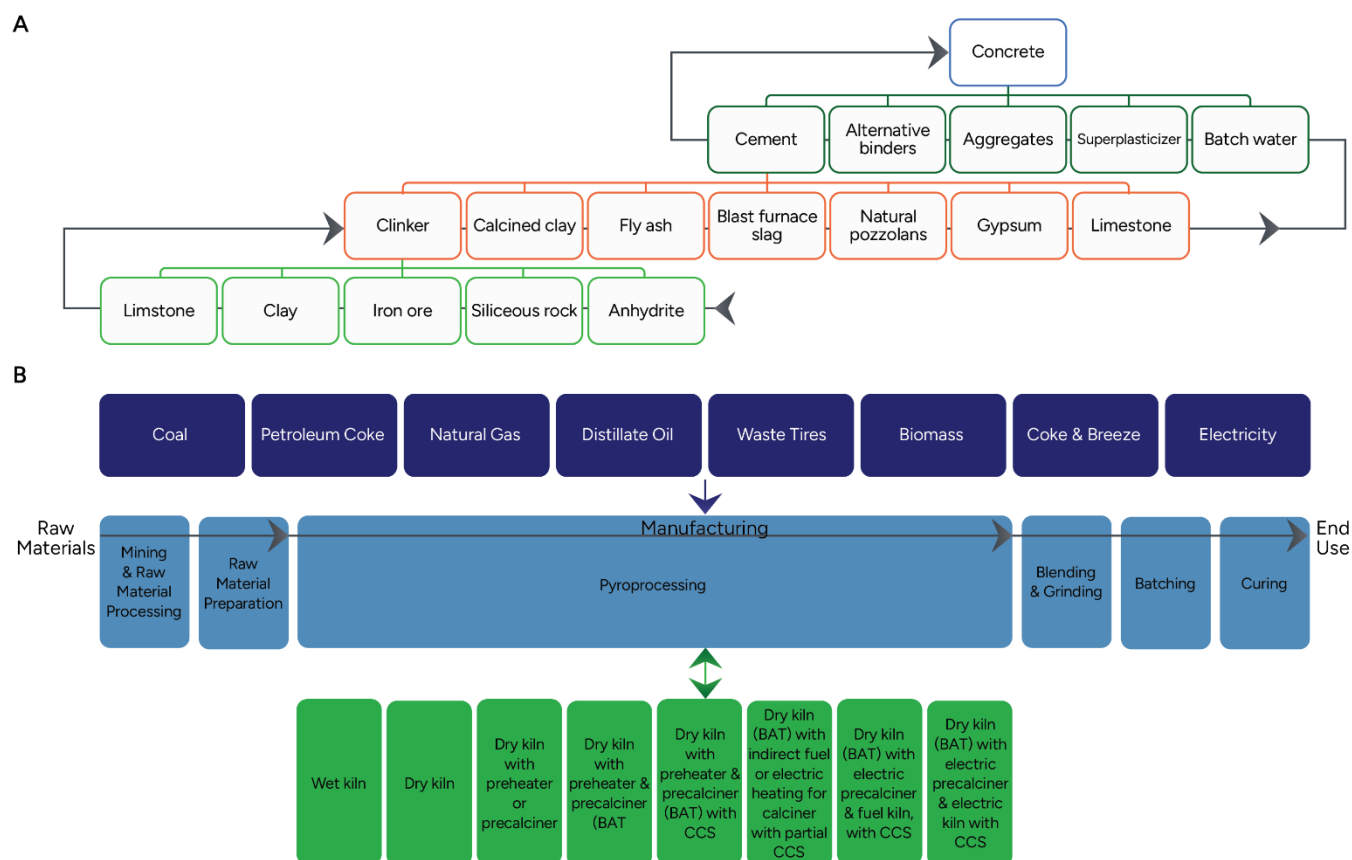 A
Concrete
Cement
Alternative
binders
Aggregates
Superplasticizer
Batch water
Clinker
Calcined clay
Fly ash
Blast furnace
slag
Natural
pozzolans
Gypsum
Limestone
Limstone
Clay
Iron ore
Siliceous rock
Anhydrite
B
Coal
Petroleum Coke
Natural Gas
Distillate Oil
Waste Tires
Biomass
Coke & Breeze
Electricity
Raw
Materials
Manufacturing
End
Use
Mining
& Raw
Material
Processing
Raw
Material
Preparation
Pyroprocessing
Blending
& Grinding
Batching
Curing
Wet kiln
Dry kiln
Dry kiln
with
preheater
or
precalciner
Dry kiln
with
preheater &
precalciner
(BAT
Dry kiln
with
preheater &
precalciner
(BAT) with
CCS
Dry kiln
(BAT) with
indirect fuel
or electric
heating for
calciner
with partial
CCS
Dry kiln
(BAT) with
electric
precalciner
& fuel kiln,
with CCS
Dry kiln
(BAT) with
electric
precalciner
& electric
kiln with
CCS